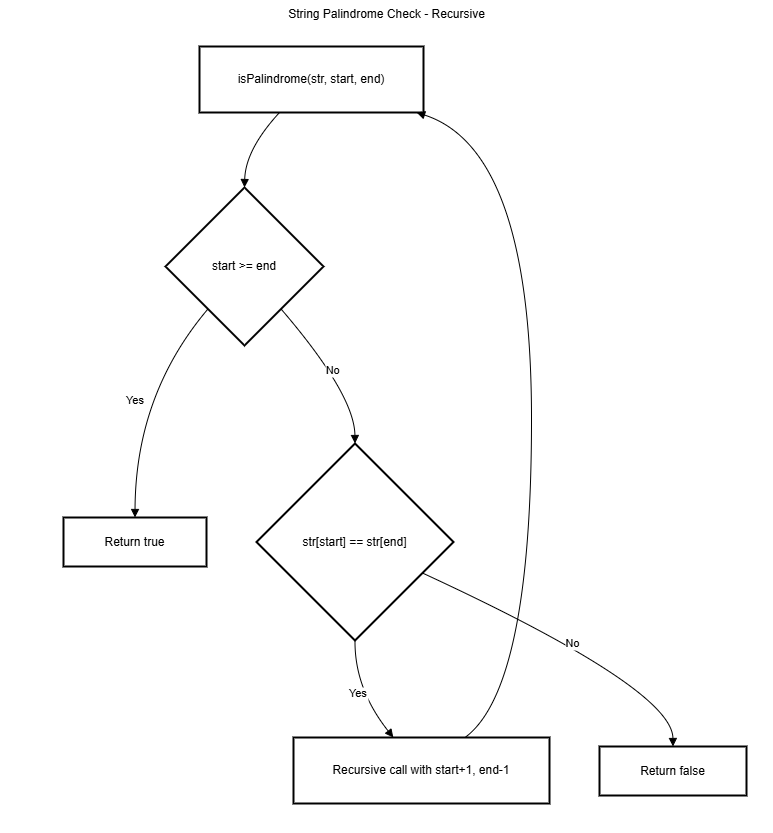 String Palindrome Check - Recursive
isPalindrome(str, start, end)
start >= end
No
Yes
Return true
str[start] == str[end]
No
Yes
Recursive call with start+1, end-1
Return false